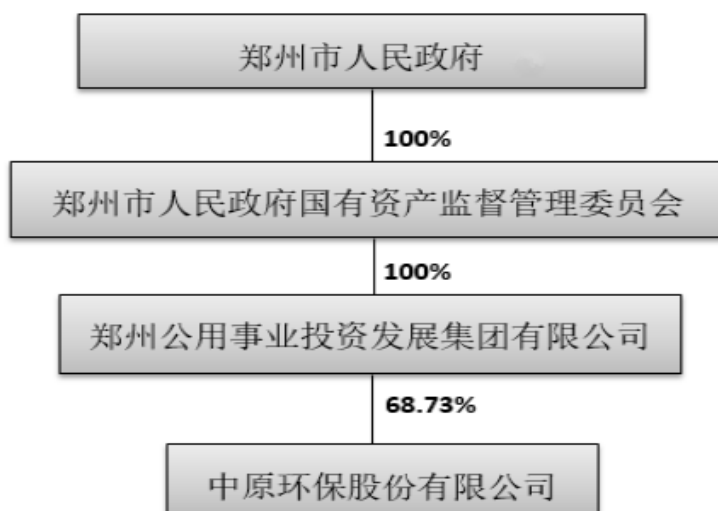 郑州市人民政府
100%
郑州市人民政府国有资产监督管理委员会
100%
郑州公用事业投资发展集团有限公司
68.73%
中原环保股份有限公司